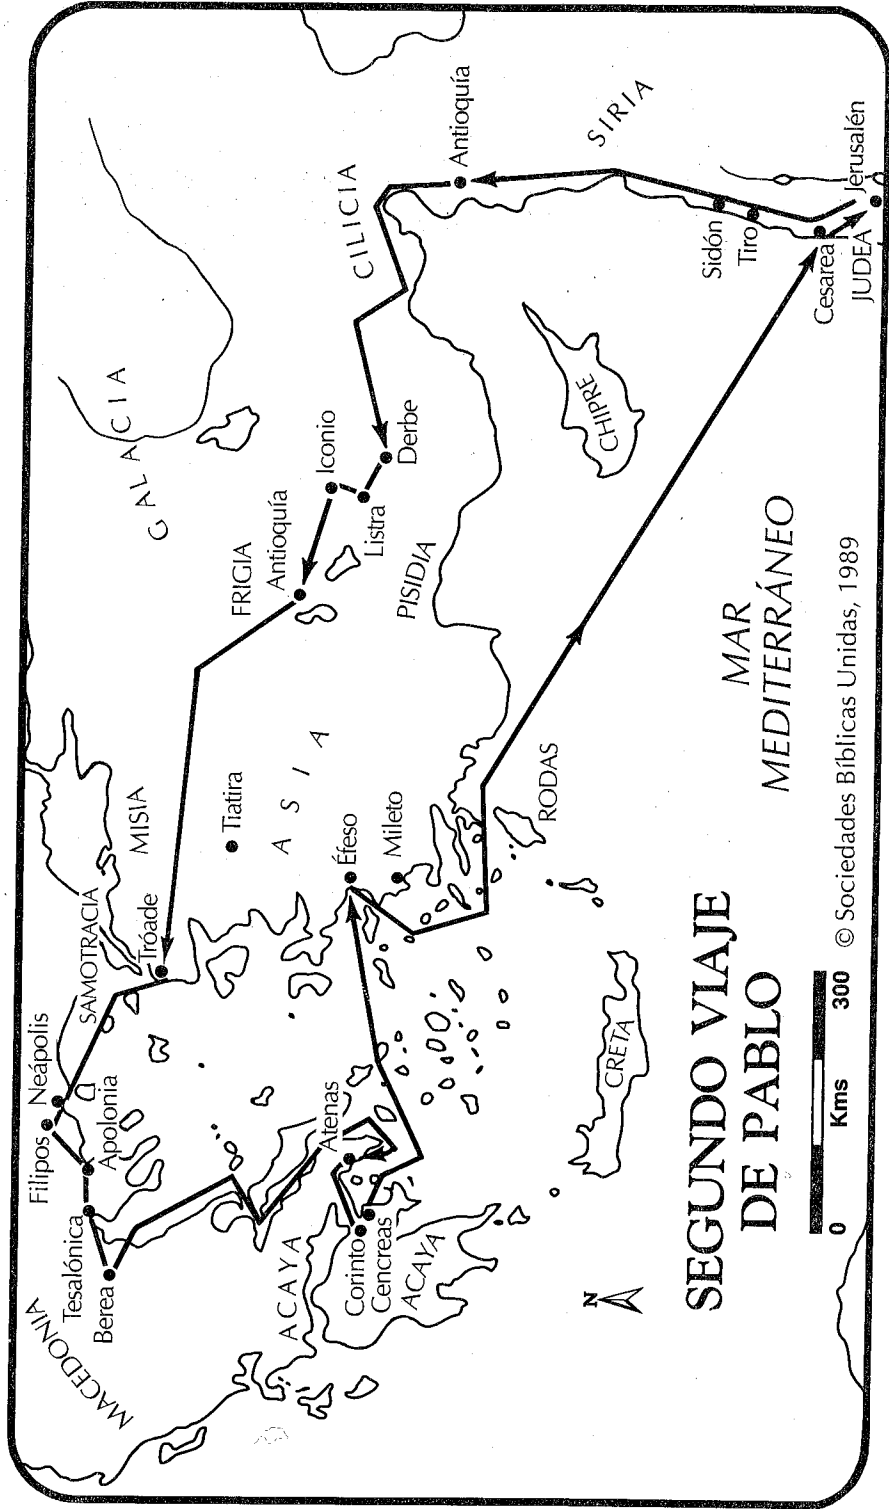 MACEDONIA
Filipos
Neápolis
Tesalónica
Apolonia
Berea
SAMOTRACIA
Tróade
MISIA
Tiatira
ASIA
FRIGIA
Antioquía
GALACIA
Iconio
Listra
Derbe
PISIDIA
CILICIA
Antioquía
SIRIA
ACAYA
Atenas
Corinto
Cencreas
ACAYA
Éfeso
Mileto
RODAS
CRETA
CHIPRE
Sidón
Tiro
Cesarea
JUDEA
Jerusalén
MAR
MEDITERRÁNEO
N
SEGUNDO VIAJE
DE PABLO
0 Kms 300
© Sociedades Bíblicas Unidas, 1989